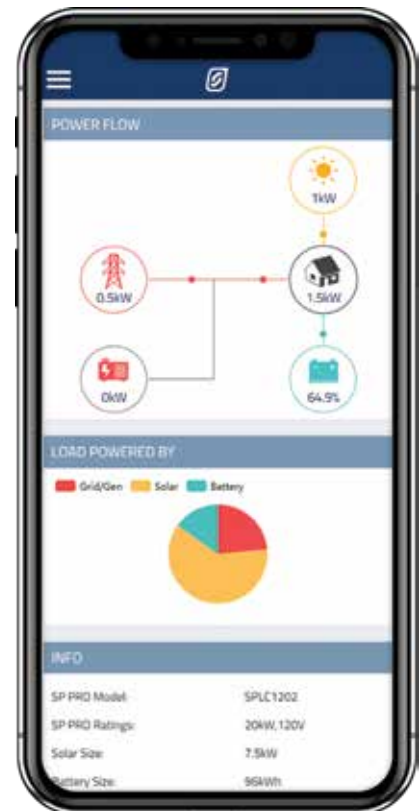 POWER FLOW
1kW
0.5kW
1.5kW
0kW
64.9%
LOAD POWERED BY
Grid/Gen Solar Battery
INFO
SP PRO Model: SPLC1202
SP PRO Ratings: 20kW, 120V
Solar Size: 7.5kW
Battery Size: 96kWh